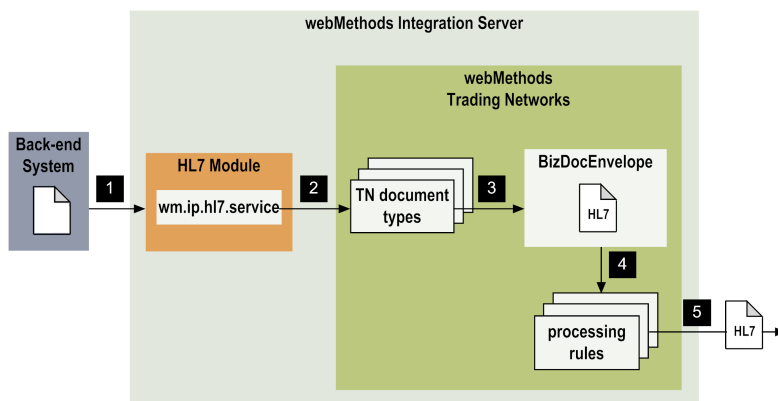 webMethods Integration Server
webMethods
Trading Networks
Back-end
System
1
HL7 Module
wm.ip.hl7.service
2
TN document
types
3
BizDocEnvelope
HL7
4
processing
rules
5
HL7